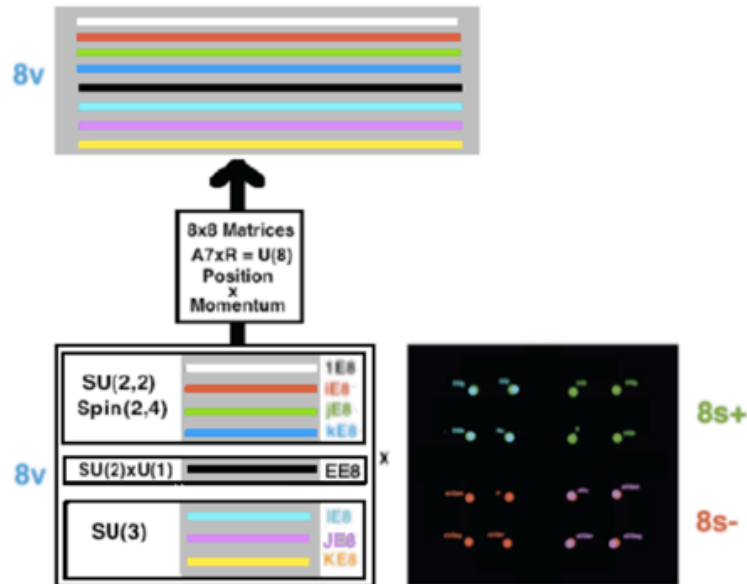 8v
8x8 Matrices
A7xR = U(8)
Position
x
Momentum
SU(2,2)
Spin(2,4)
1E8
iE8
jE8
kE8
8v
SU(2)xU(1)
EE8
SU(3)
IE8
JE8
KE8
x
8s+
8s-